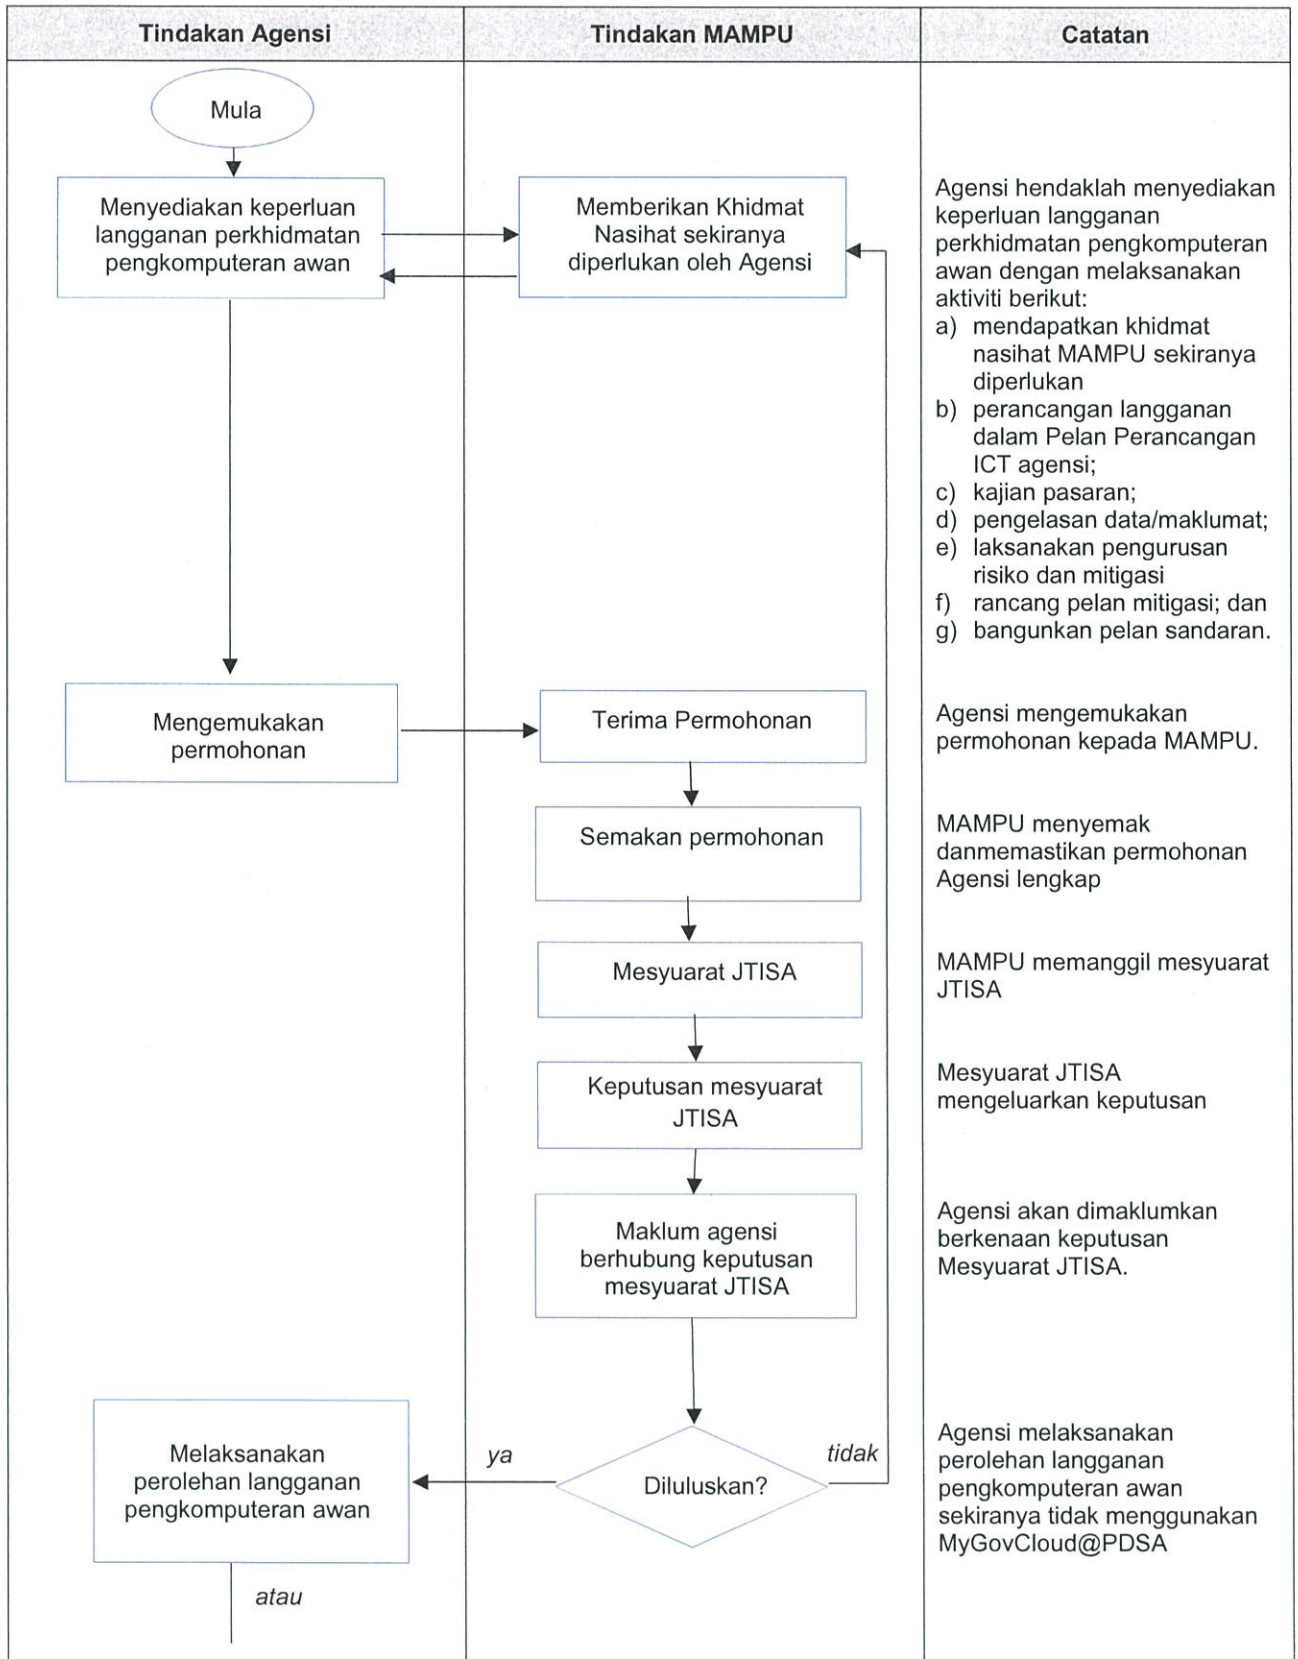 Tindakan Agensi
Tindakan MAMPU
Catatan
Mula
Menyediakan keperluan
langganan perkhidmatan
pengkomputeran awan
Memberikan Khidmat
Nasihat sekiranya
diperlukan oleh Agensi
Agensi hendaklah menyediakan
keperluan langganan
perkhidmatan pengkomputeran
awan dengan melaksanakan
aktiviti berikut:
a) mendapatkan khidmat
nasihat MAMPU sekiranya
diperlukan
b) perancangan langganan
dalam Pelan Perancangan
ICT agensi;
c) kajian pasaran;
d) pengelasan data/maklumat;
e) laksanakan pengurusan
risiko dan mitigasi
f) rancang pelan mitigasi; dan
g) bangunkan pelan sandaran.
Mengemukakan
permohonan
Terima Permohonan
Agensi mengemukakan
permohonan kepada MAMPU.
Semakan permohonan
MAMPU menyemak
danmemastikan permohonan
Agensi lengkap
Mesyuarat JTISA
MAMPU memanggil mesyuarat
JTISA
Keputusan mesyuarat
JTISA
Mesyuarat JTISA
mengeluarkan keputusan
Maklum agensi
berhubung keputusan
mesyuarat JTISA
Agensi akan dimaklumkan
berkenaan keputusan
Mesyuarat JTISA.
Melaksanakan
perolehan langganan
pengkomputeran awan
ya
Diluluskan?
tidak
Agensi melaksanakan
perolehan langganan
pengkomputeran awan
sekiranya tidak menggunakan
MyGovCloud@PDSA
atau